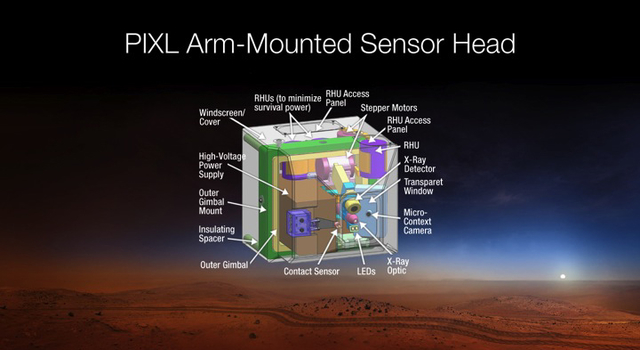 PIXL Arm-Mounted Sensor Head
RHUs (to minimize
survival power)
RHU Access
Panel
Stepper Motors
Windscreen/
Cover
RHU Access
Panel
RHU
High-Voltage
Power
Supply
X-Ray
Detector
Transparet
Window
Outer
Gimbal
Mount
Micro-
Context
Camera
Insulating
Spacer
Outer Gimbal
Contact Sensor
LEDs
X-Ray
Optic